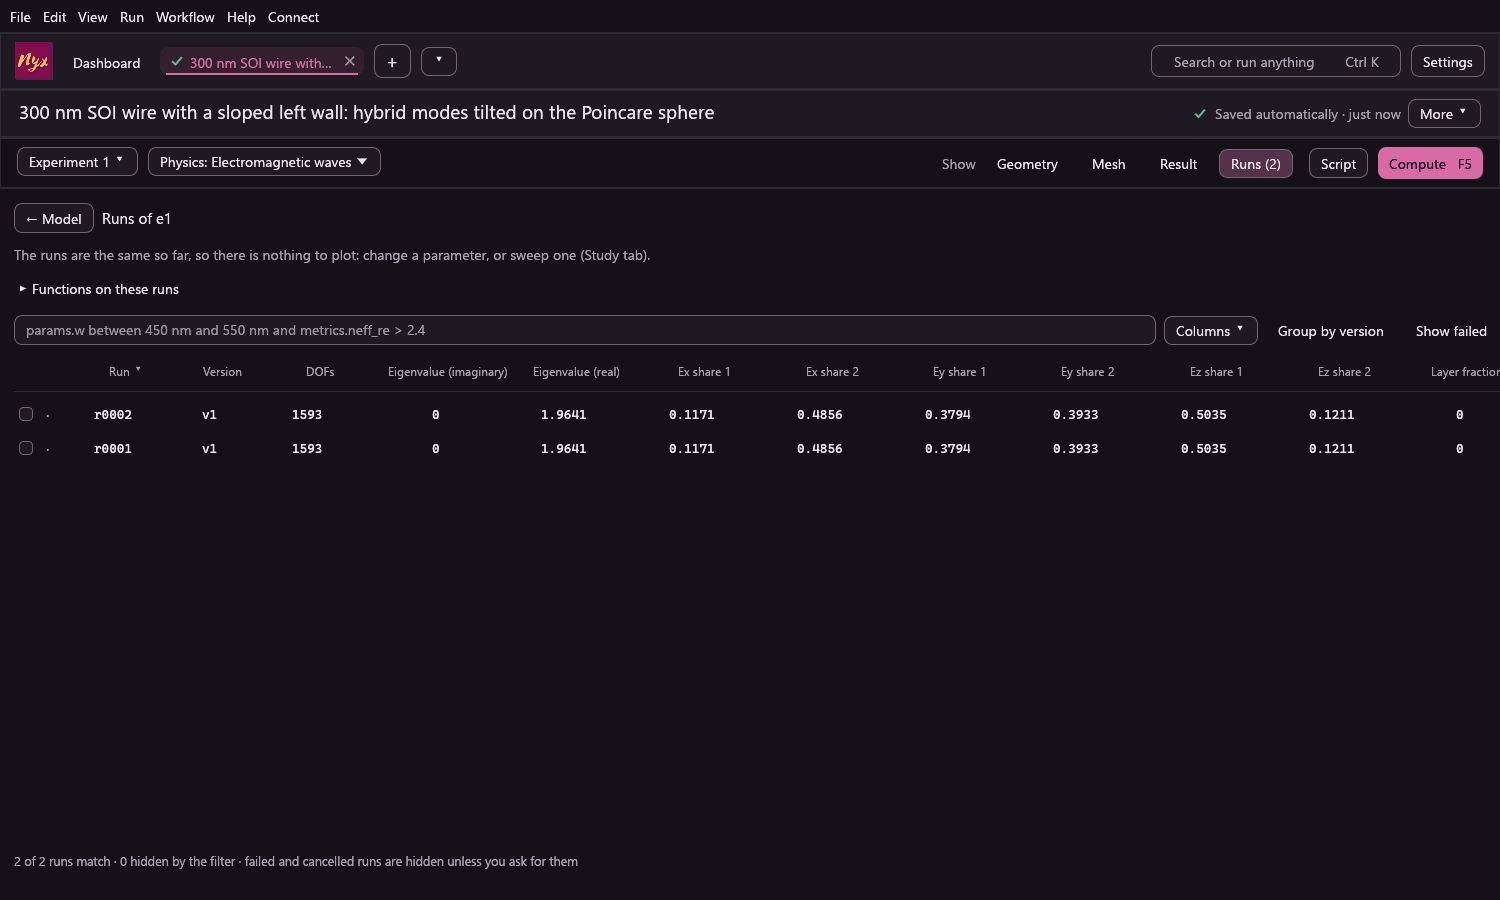 File Edit View Run Workflow Help Connect
Nyx Dashboard 300 nm SOI wire with... + Search or run anything Ctrl K Settings
300 nm SOI wire with a sloped left wall: hybrid modes tilted on the Poincare sphere Saved automatically · just now More
Experiment 1 Physics: Electromagnetic waves Show Geometry Mesh Result Runs (2) Script Compute F5
← Model Runs of e1
The runs are the same so far, so there is nothing to plot: change a parameter, or sweep one (Study tab).
Functions on these runs
params.w between 450 nm and 550 nm and metrics.neff_re > 2.4 Columns Group by version Show failed
Run Version DOFs Eigenvalue (imaginary) Eigenvalue (real) Ex share 1 Ex share 2 Ey share 1 Ey share 2 Ez share 1 Ez share 2 Layer fraction
r0002 v1 1593 0 1.9641 0.1171 0.4856 0.3794 0.3933 0.5035 0.1211 0
r0001 v1 1593 0 1.9641 0.1171 0.4856 0.3794 0.3933 0.5035 0.1211 0
2 of 2 runs match · 0 hidden by the filter · failed and cancelled runs are hidden unless you ask for them